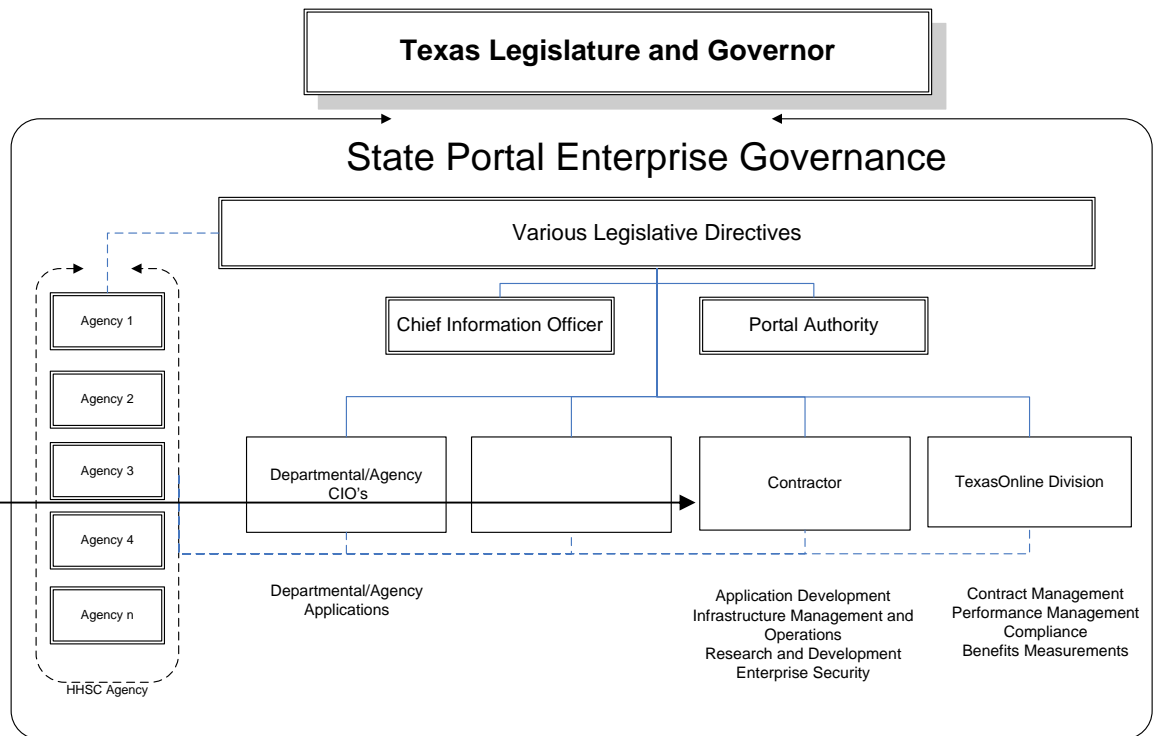 Texas Legislature and Governor
State Portal Enterprise Governance
Various Legislative Directives
Chief Information Officer
Portal Authority
Agency 1
Agency 2
Agency 3
Agency 4
Agency n
HHSC Agency
Departmental/Agency
CIO’s
Contractor
TexasOnline Division
Departmental/Agency
Applications
Application Development
Infrastructure Management and
Operations
Research and Development
Enterprise Security
Contract Management
Performance Management
Compliance
Benefits Measurements